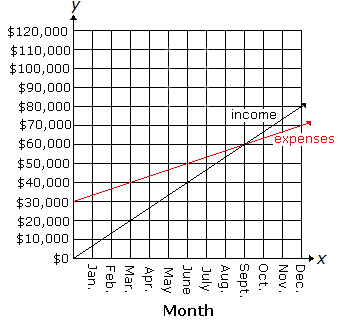 y
$120,000
$110,000
$100,000
$90,000
$80,000
$70,000
$60,000
$50,000
$40,000
$30,000
$20,000
$10,000
$0
income
expenses
x
Jan.
Feb.
Mar.
Apr.
May
June
July
Aug.
Sept.
Oct.
Nov.
Dec.
Month